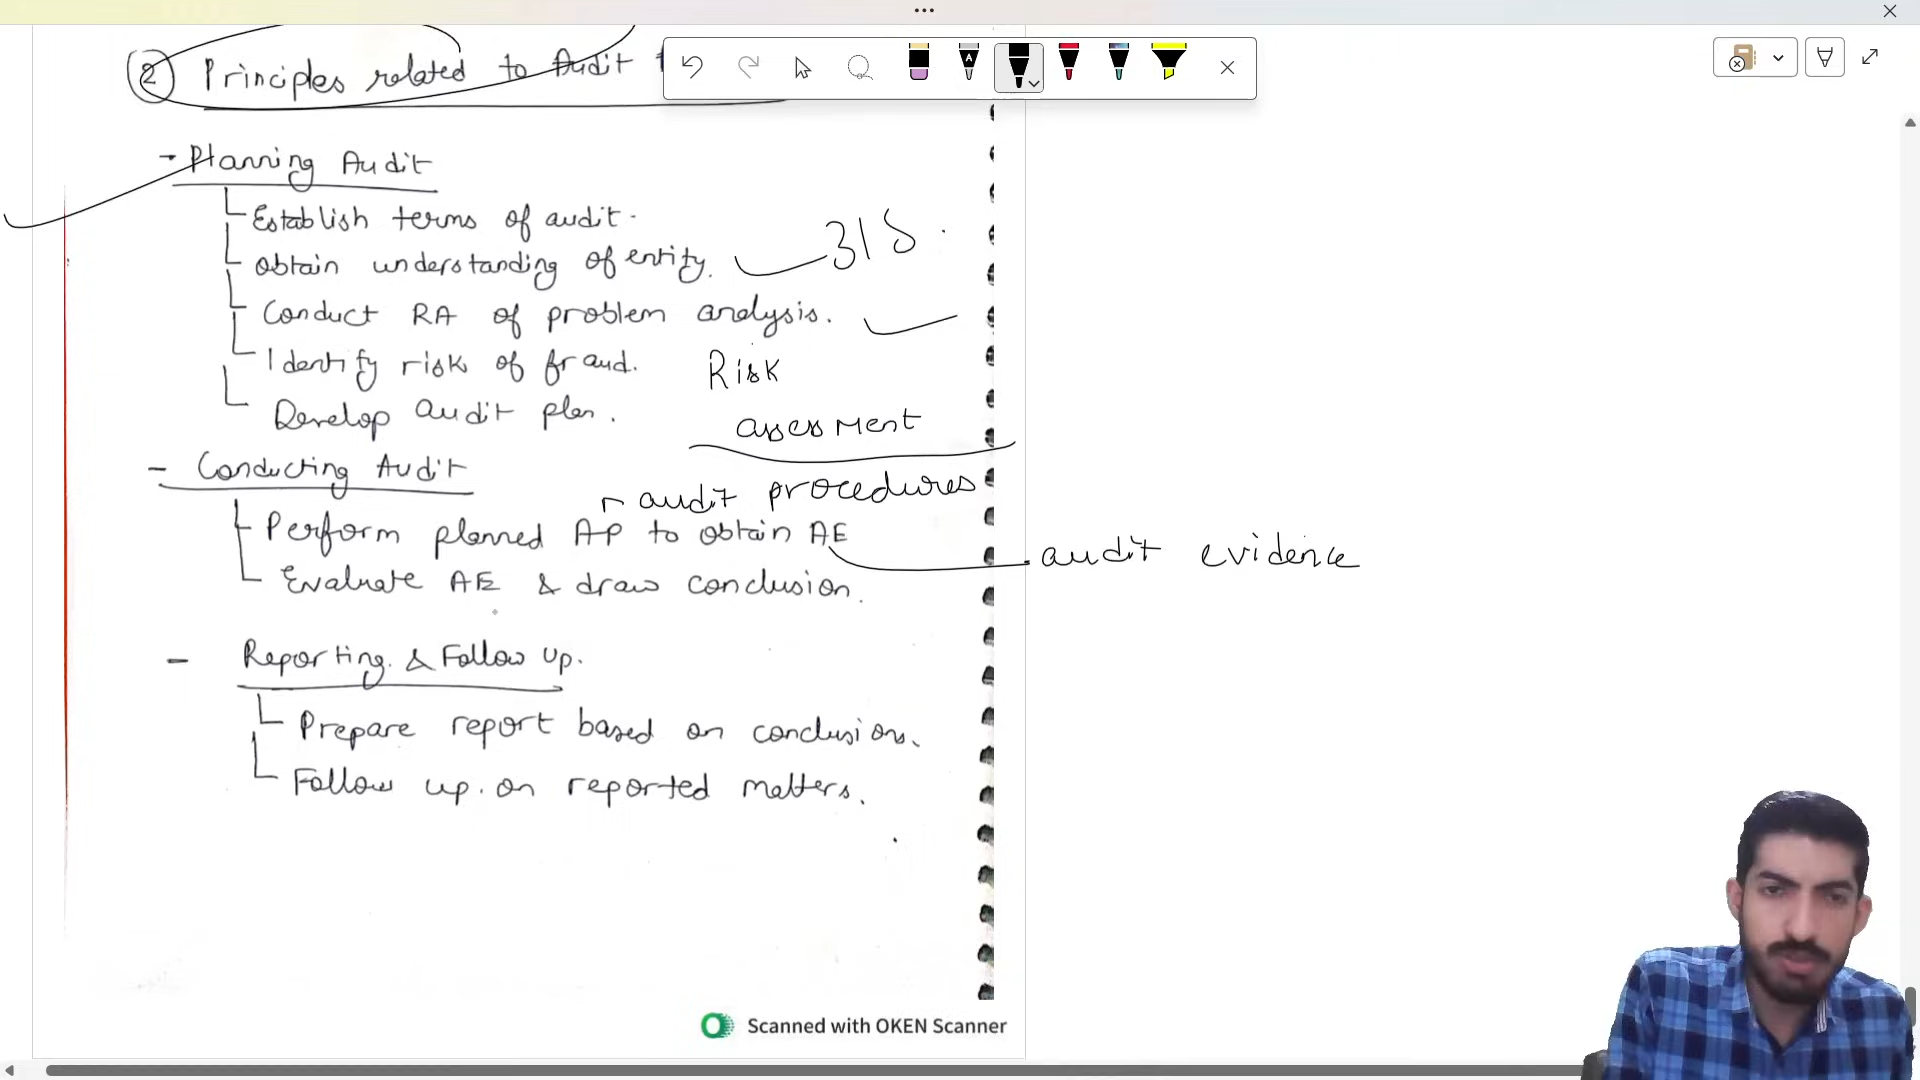 ② Principles related to Audit
- Planning Audit
Establish terms of audit.
Obtain understanding of entity. 315
Conduct RA of problem analysis.
Identify risk of fraud. Risk
Develop audit plan. assessment
- Conducting Audit
audit procedures
Perform planned AP to obtain AE
audit evidence
Evaluate AE & draw conclusion.
- Reporting & Follow up.
Prepare report based on conclusions.
Follow up on reported matters.
Scanned with OKEN Scanner